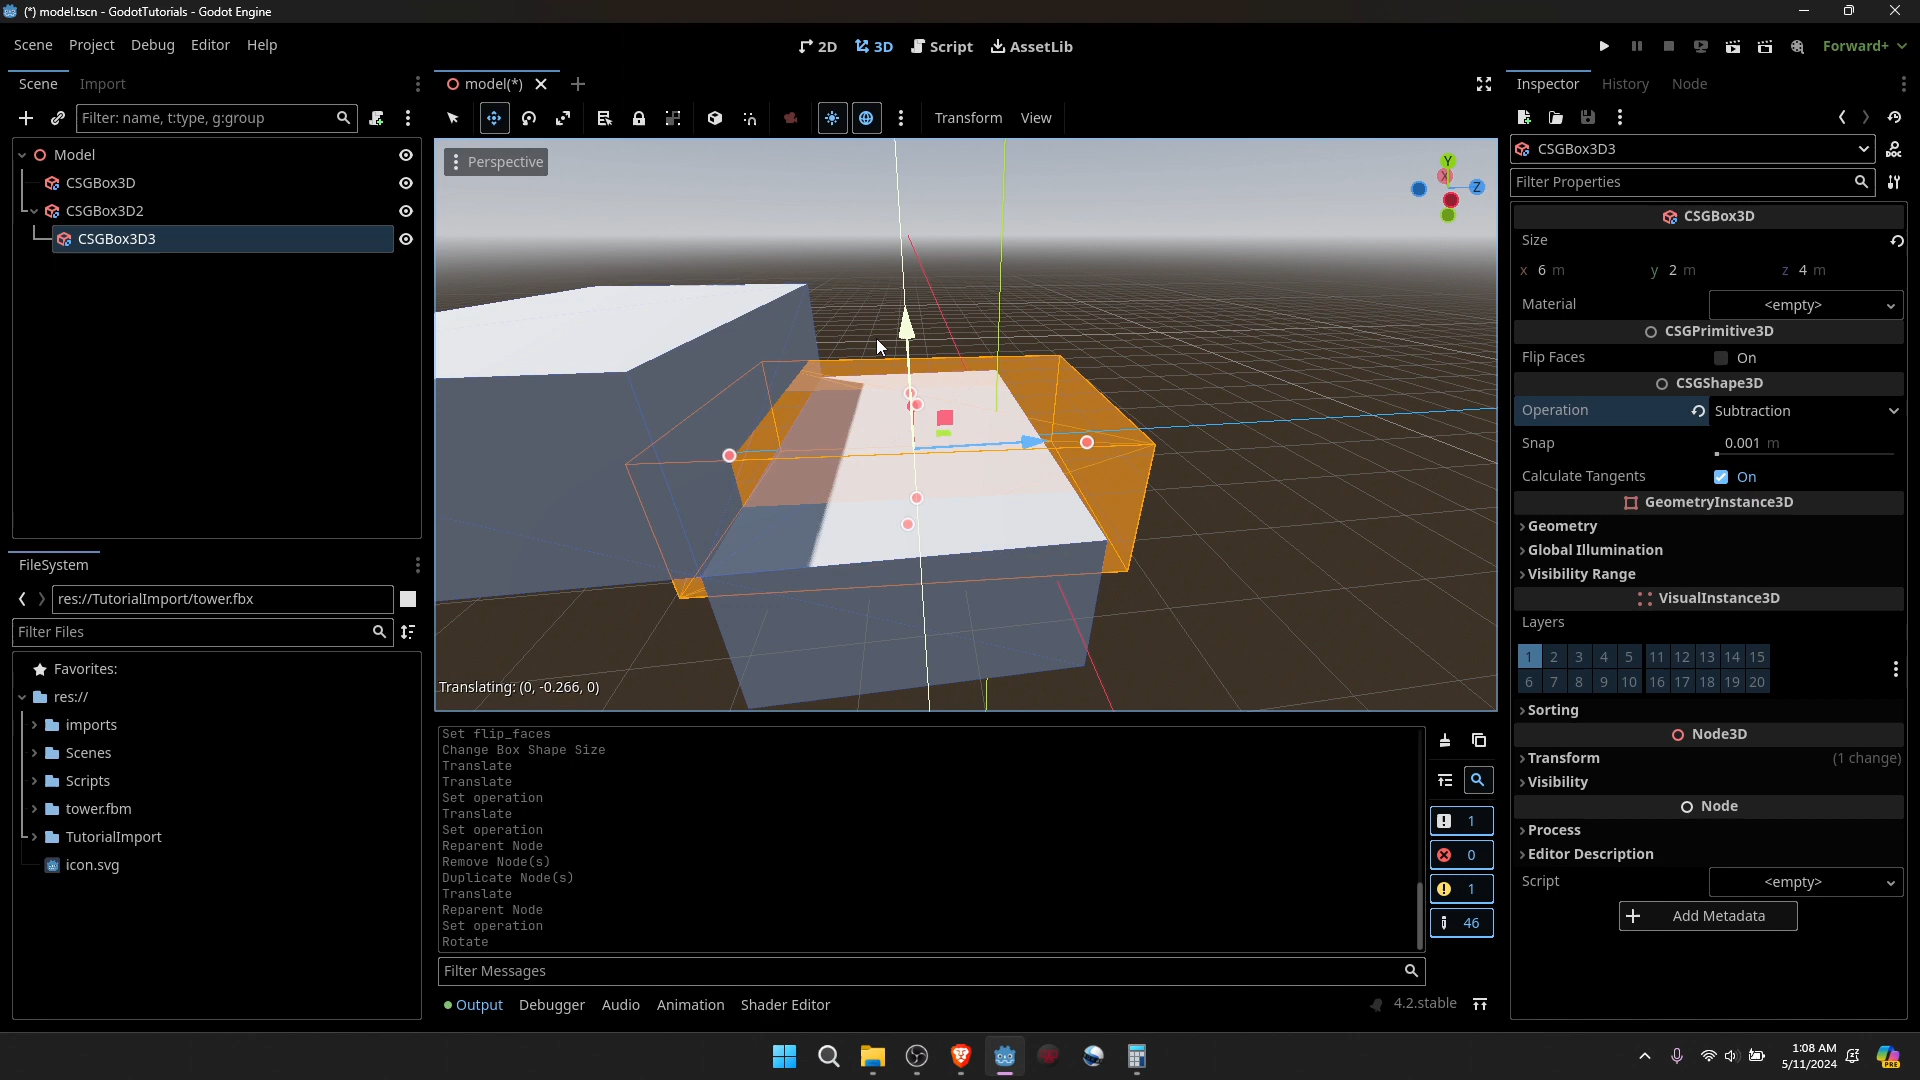 (*) model.tscn - GodotTutorials - Godot Engine
Scene Project Debug Editor Help
2D 3D Script AssetLib
Forward+
Scene Import
model(*)
Inspector History Node
Filter: name, t:type, g:group
Transform View
CSGBox3D3
Filter Properties
Model
CSGBox3D
CSGBox3D2
CSGBox3D3
Perspective
Y
X
Z
CSGBox3D
Size
x 6 m y 2 m z 4 m
Material <empty>
CSGPrimitive3D
Flip Faces On
CSGShape3D
Operation Subtraction
Snap 0.001 m
Calculate Tangents On
GeometryInstance3D
Geometry
Global Illumination
Visibility Range
VisualInstance3D
Layers
1 2 3 4 5 11 12 13 14 15
6 7 8 9 10 16 17 18 19 20
Sorting
Node3D
Transform (1 change)
Visibility
Node
Process
Editor Description
Script <empty>
Add Metadata
Translating: (0, -0.266, 0)
FileSystem
res://TutorialImport/tower.fbx
Filter Files
Favorites:
res://
imports
Scenes
Scripts
tower.fbm
TutorialImport
icon.svg
Set flip_faces
Change Box Shape Size
Translate
Translate
Set operation
Translate
Set operation
Reparent Node
Remove Node(s)
Duplicate Node(s)
Translate
Reparent Node
Set operation
Rotate
1
0
1
46
Filter Messages
Output Debugger Audio Animation Shader Editor
4.2.stable
1:08 AM
5/11/2024
PRE